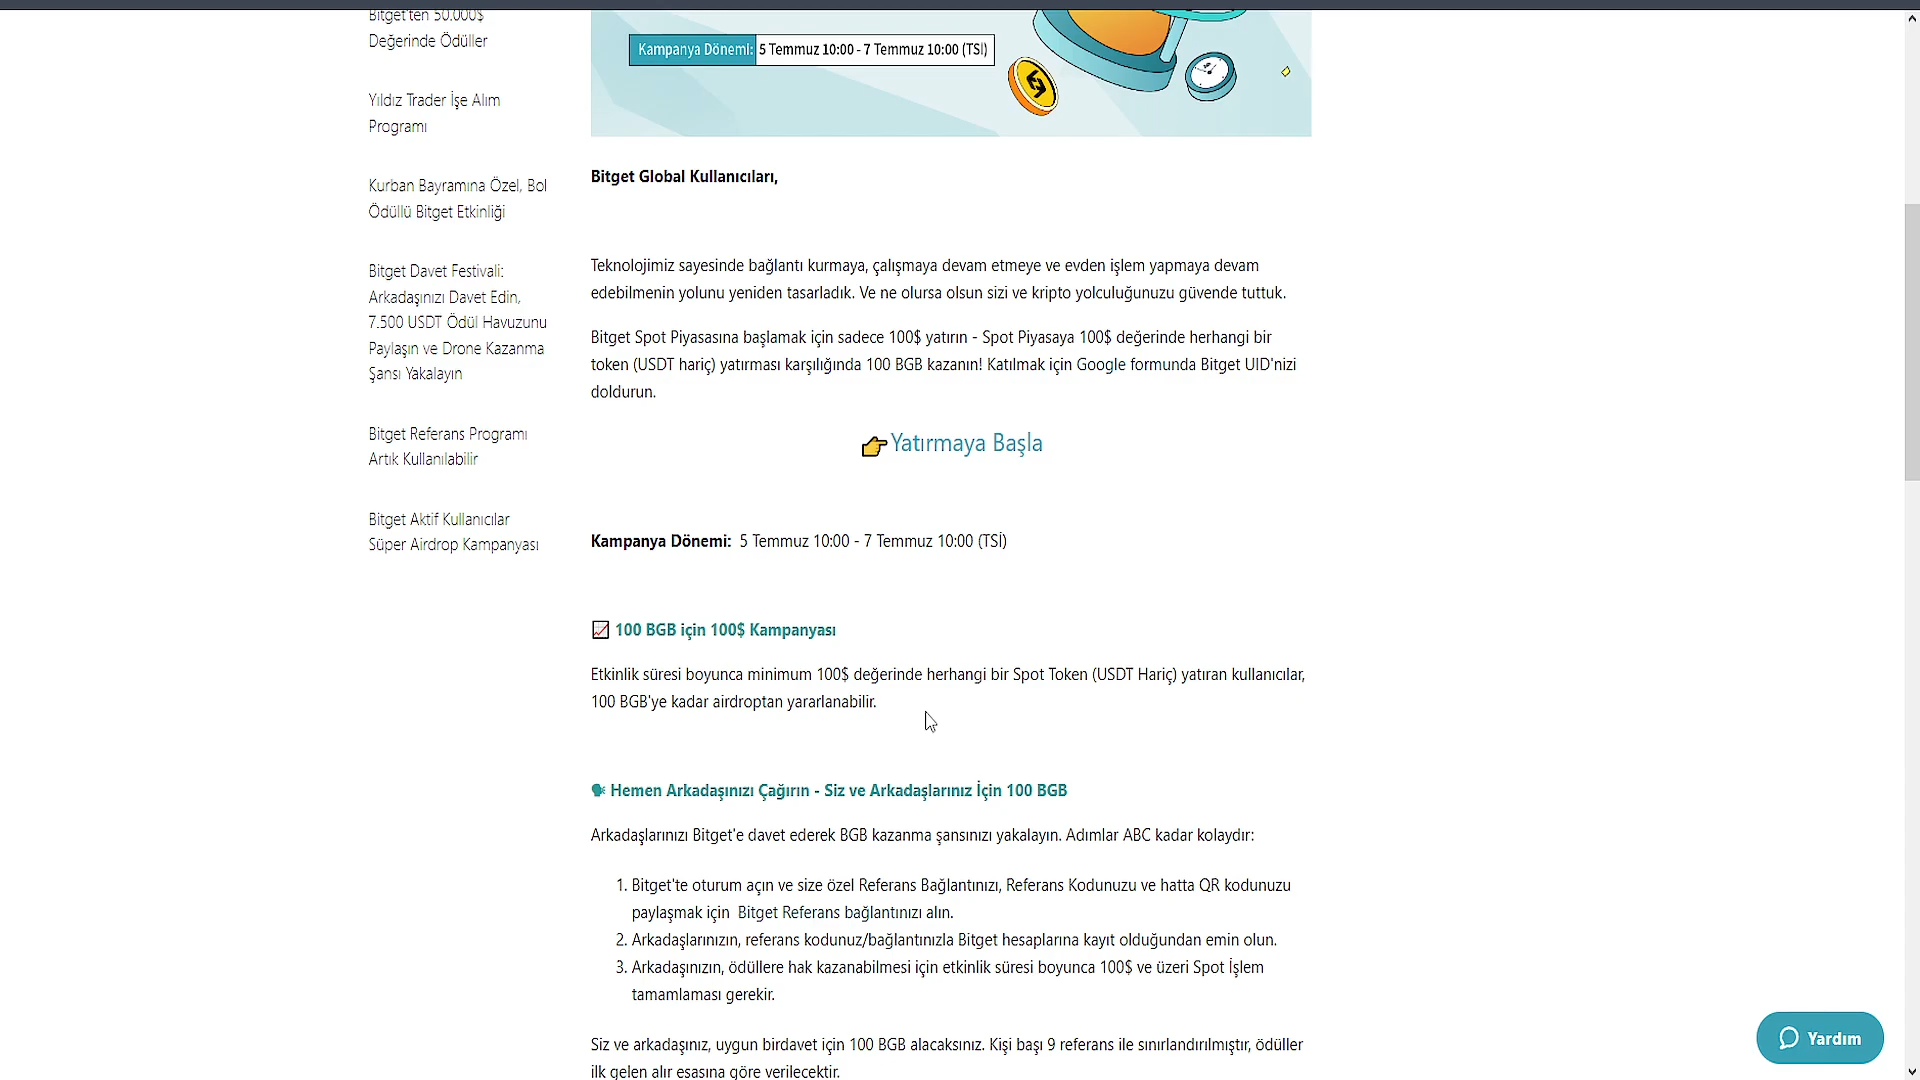 Bitget'ten 50.000$
Değerinde Ödüller
Yıldız Trader İşe Alım
Programı
Kurban Bayramına Özel, Bol
Ödüllü Bitget Etkinliği
Bitget Davet Festivali:
Arkadaşınızı Davet Edin,
7.500 USDT Ödül Havuzunu
Paylaşın ve Drone Kazanma
Şansı Yakalayın
Bitget Referans Programı
Artık Kullanılabilir
Bitget Aktif Kullanıcılar
Süper Airdrop Kampanyası
Kampanya Dönemi: 5 Temmuz 10:00 - 7 Temmuz 10:00 (TSİ)
Bitget Global Kullanıcıları,
Teknolojimiz sayesinde bağlantı kurmaya, çalışmaya devam etmeye ve evden işlem yapmaya devam
edebilmenin yolunu yeniden tasarladık. Ve ne olursa olsun sizi ve kripto yolculuğunuzu güvende tuttuk.
Bitget Spot Piyasasına başlamak için sadece 100$ yatırın - Spot Piyasaya 100$ değerinde herhangi bir
token (USDT hariç) yatırması karşılığında 100 BGB kazanın! Katılmak için Google formunda Bitget UID'nizi
doldurun.
👉Yatırmaya Başla
Kampanya Dönemi: 5 Temmuz 10:00 - 7 Temmuz 10:00 (TSİ)
📈 100 BGB için 100$ Kampanyası
Etkinlik süresi boyunca minimum 100$ değerinde herhangi bir Spot Token (USDT Hariç) yatıran kullanıcılar,
100 BGB'ye kadar airdroptan yararlanabilir.
🗣 Hemen Arkadaşınızı Çağırın - Siz ve Arkadaşlarınız İçin 100 BGB
Arkadaşlarınızı Bitget'e davet ederek BGB kazanma şansınızı yakalayın. Adımlar ABC kadar kolaydır:
1. Bitget'te oturum açın ve size özel Referans Bağlantınızı, Referans Kodunuzu ve hatta QR kodunuzu
paylaşmak için Bitget Referans bağlantınızı alın.
2. Arkadaşlarınızın, referans kodunuz/bağlantınızla Bitget hesaplarına kayıt olduğundan emin olun.
3. Arkadaşınızın, ödüllere hak kazanabilmesi için etkinlik süresi boyunca 100$ ve üzeri Spot İşlem
tamamlaması gerekir.
Siz ve arkadaşınız, uygun birdavet için 100 BGB alacaksınız. Kişi başı 9 referans ile sınırlandırılmıştır, ödüller
ilk gelen alır esasına göre verilecektir.
Yardım